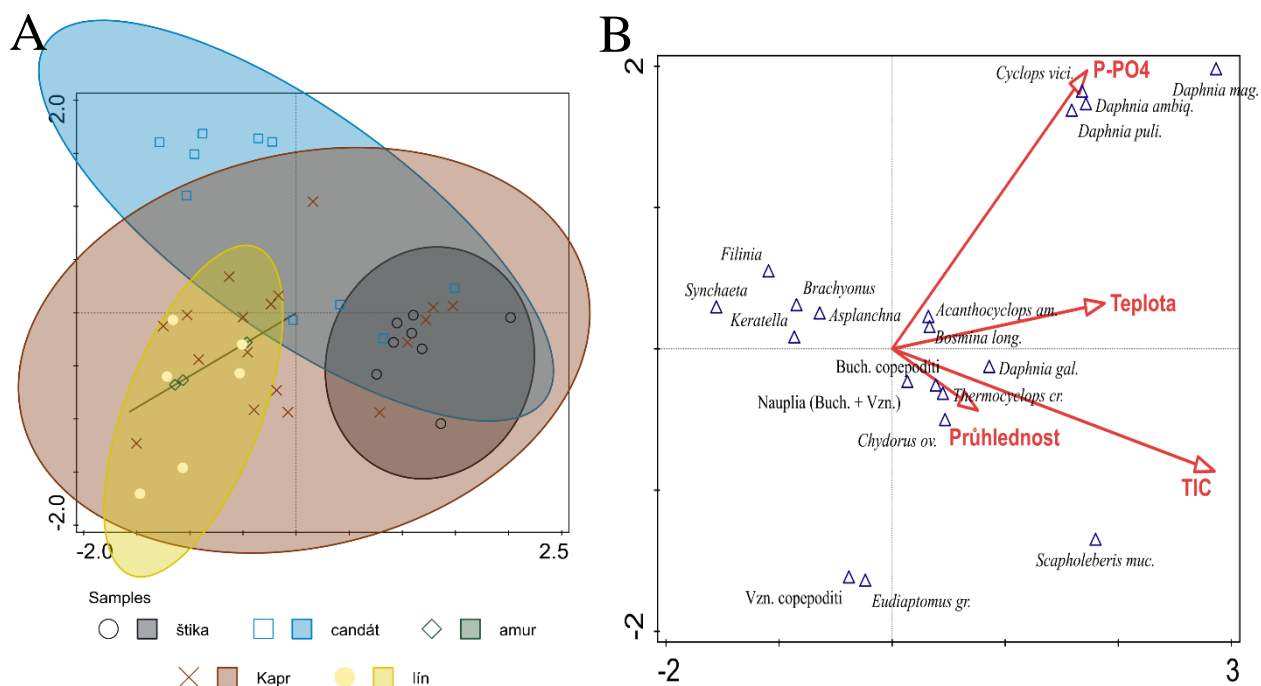 A
2.0
-2.0
-2.0
2.5
Samples
štika
candát
amur
Kapr
lín
B
2
-2
-2
3
Cyclops vici.
P-PO4
Daphnia mag.
Daphnia ambiq.
Daphnia puli.
Filinia
Synchaeta
Brachyonus
Keratella
Asplanchna
Acanthocyclops am.
Teplota
Bosmina long.
Buch. copepoditi
Daphnia gal.
Nauplia (Buch. + Vzn.)
Thermocyclops cr.
Chydorus ov.
Průhlednost
TIC
Scapholeberis muc.
Vzn. copepoditi
Eudiaptomus gr.